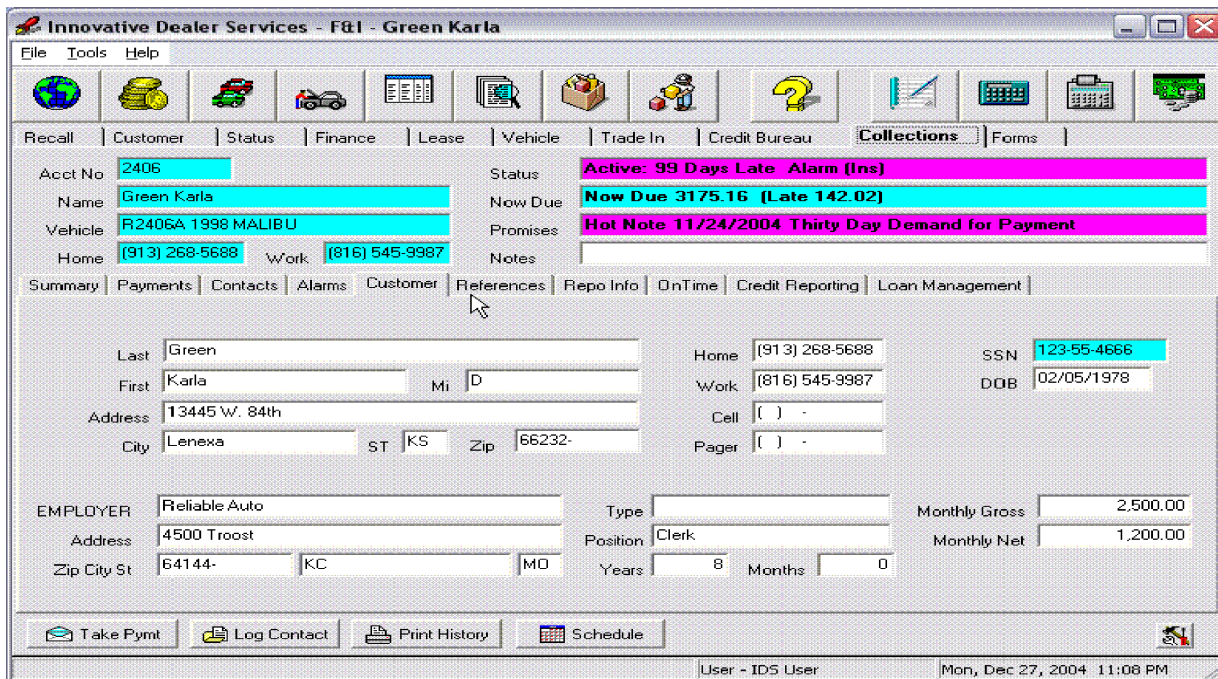 Innovative Dealer Services - F&I - Green Karla
File Tools Help
Recall Customer Status Finance Lease Vehicle Trade In Credit Bureau Collections Forms
Acct No 2406 Status Active: 99 Days Late Alarm (Ins)
Name Green Karla Now Due Now Due 3175.16 (Late 142.02)
Vehicle R2406A 1998 MALIBU Promises Hot Note 11/24/2004 Thirty Day Demand for Payment
Home (913) 268-5688 Work (816) 545-9987 Notes
Summary Payments Contacts Alarms Customer References Repo Info OnTime Credit Reporting Loan Management
Last Green Home (913) 268-5688 SSN 123-55-4666
First Karla Mi D Work (816) 545-9987 DOB 02/05/1978
Address 13445 W. 84th Cell ( ) -
City Lenexa ST KS Zip 66232- Pager ( ) -
EMPLOYER Reliable Auto Type Monthly Gross 2,500.00
Address 4500 Troost Position Clerk Monthly Net 1,200.00
Zip City St 64144- KC MO Years 8 Months 0
Take Pymt Log Contact Print History Schedule
User - IDS User Mon, Dec 27, 2004 11:08 PM